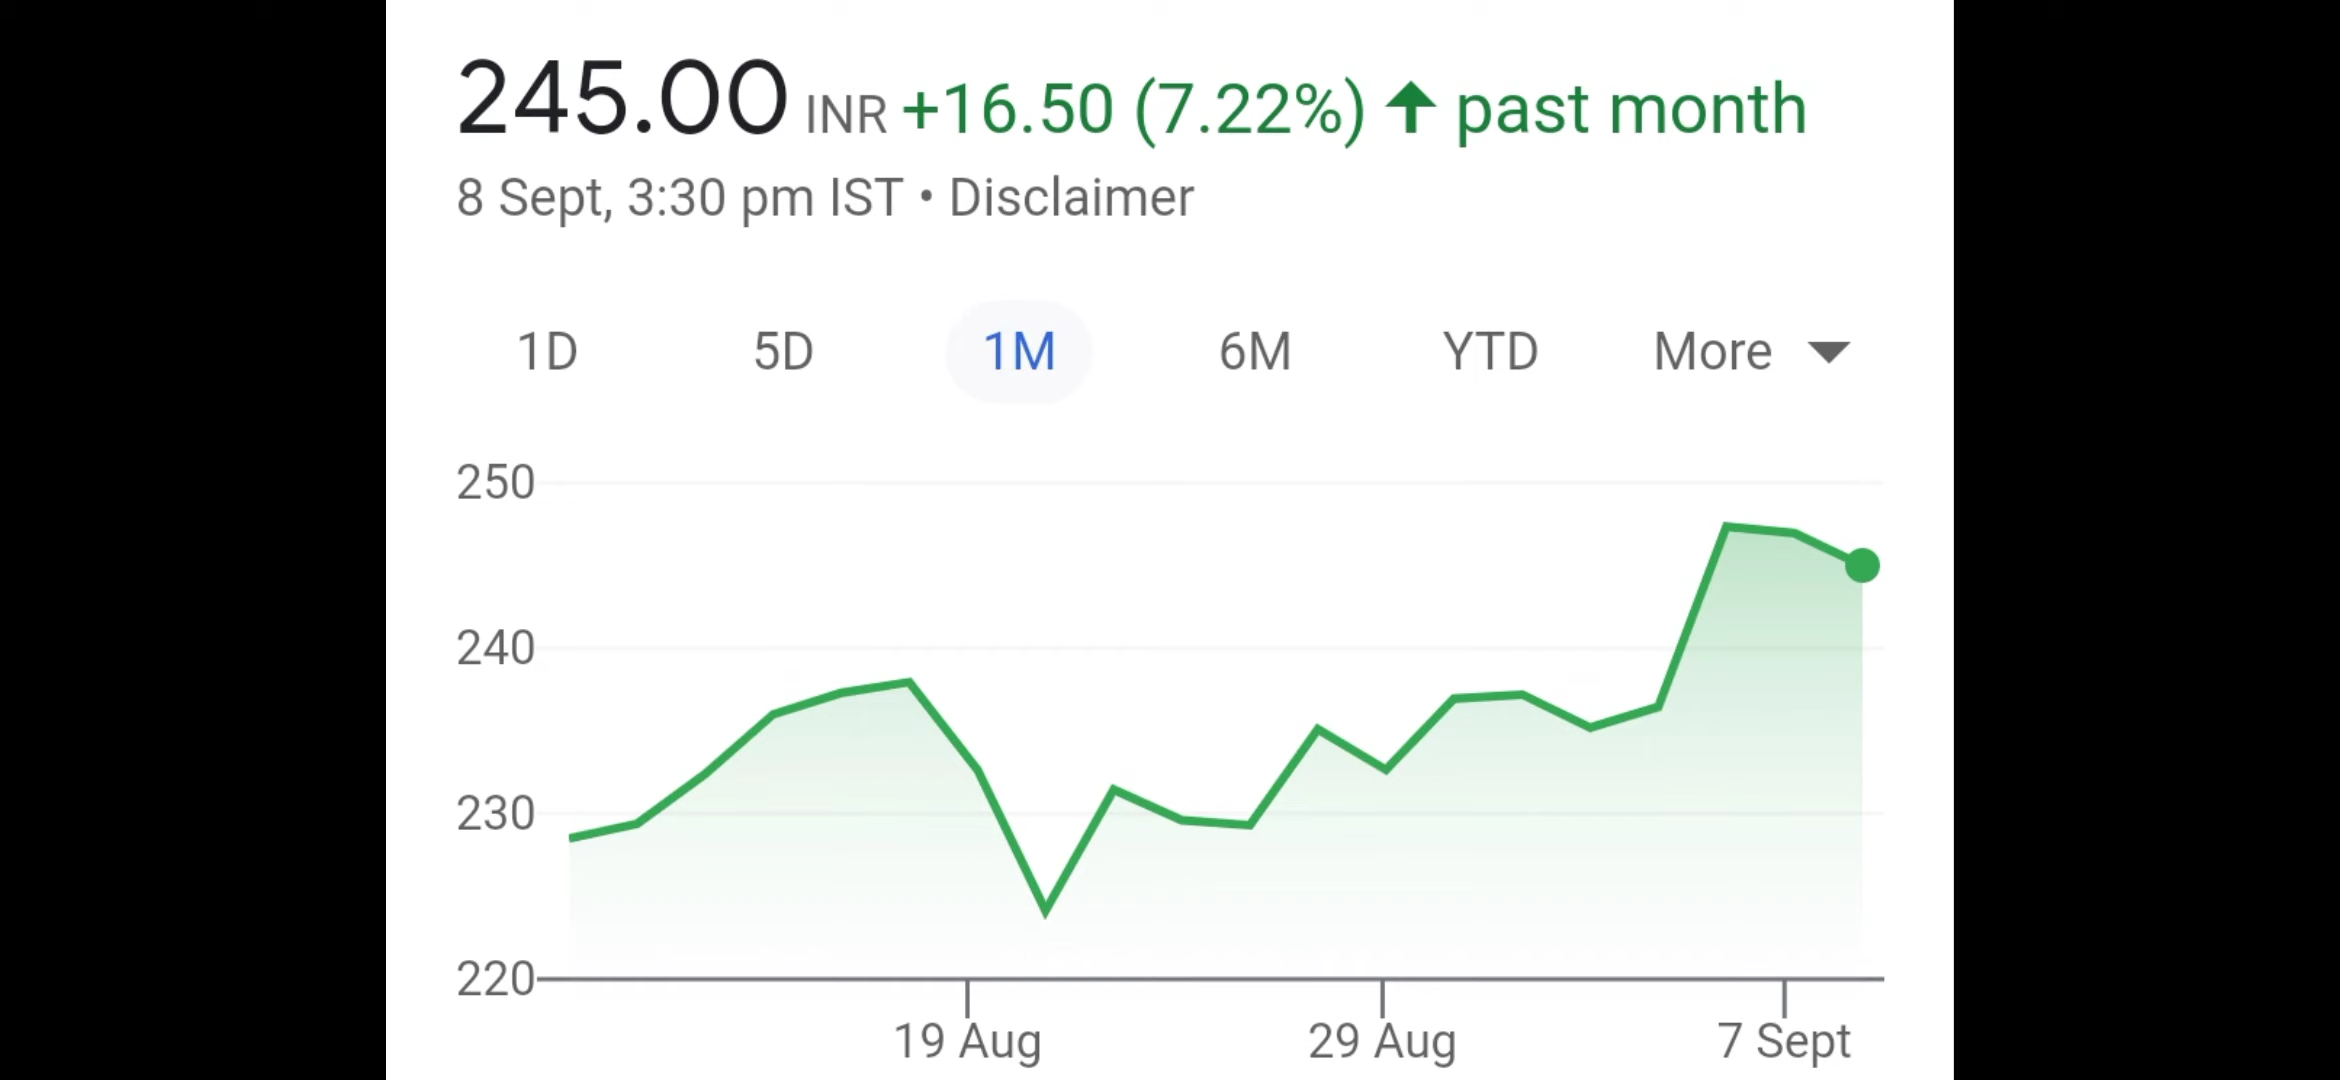 245.00 INR +16.50 (7.22%) ↑ past month
8 Sept, 3:30 pm IST • Disclaimer
1D 5D 1M 6M YTD More
250
240
230
220
19 Aug 29 Aug 7 Sept